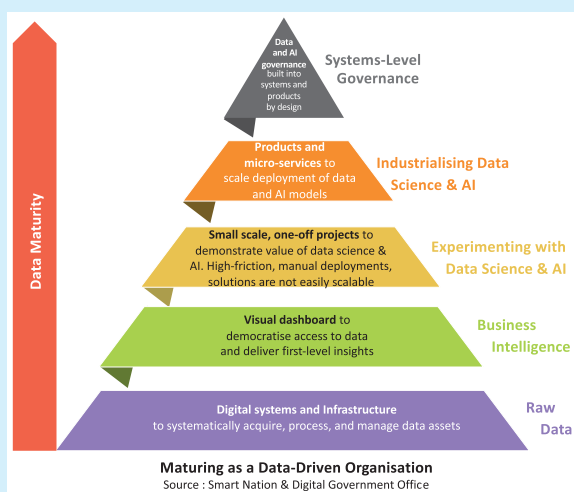 Data Maturity
Data
and AI
governance
built into
systems and
products
by design
Systems-Level
Governance
Products and
micro-services to
scale deployment of data
and AI models
Industrialising Data
Science & AI
Small scale, one-off projects to
demonstrate value of data science &
AI. High-friction, manual deployments,
solutions are not easily scalable
Experimenting with
Data Science & AI
Visual dashboard to
democratise access to data
and deliver first-level insights
Business
Intelligence
Digital systems and Infrastructure
to systematically acquire, process, and manage data assets
Raw
Data
Maturing as a Data-Driven Organisation
Source : Smart Nation & Digital Government Office